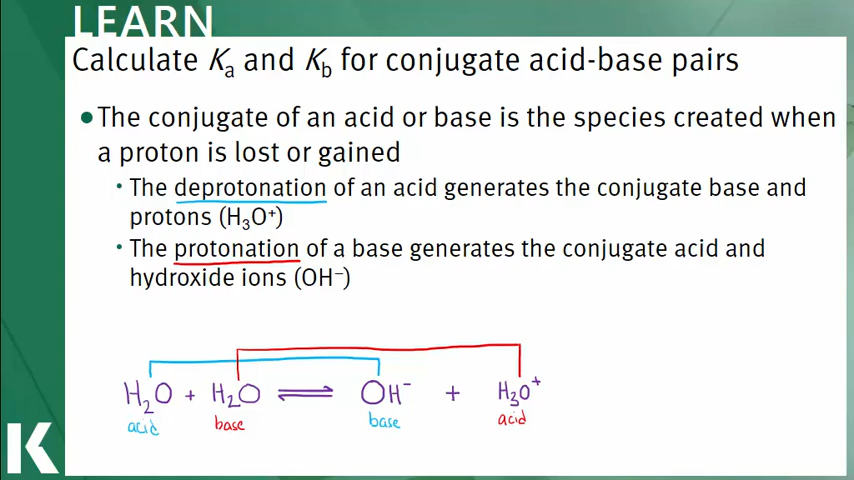 LEARN
Calculate Kₐ and K_b for conjugate acid-base pairs
●The conjugate of an acid or base is the species created when
a proton is lost or gained
• The deprotonation of an acid generates the conjugate base and
protons (H₃O⁺)
• The protonation of a base generates the conjugate acid and
hydroxide ions (OH⁻)
H₂O + H₂O ⇌ OH⁻ + H₃O⁺
acid base base acid
K